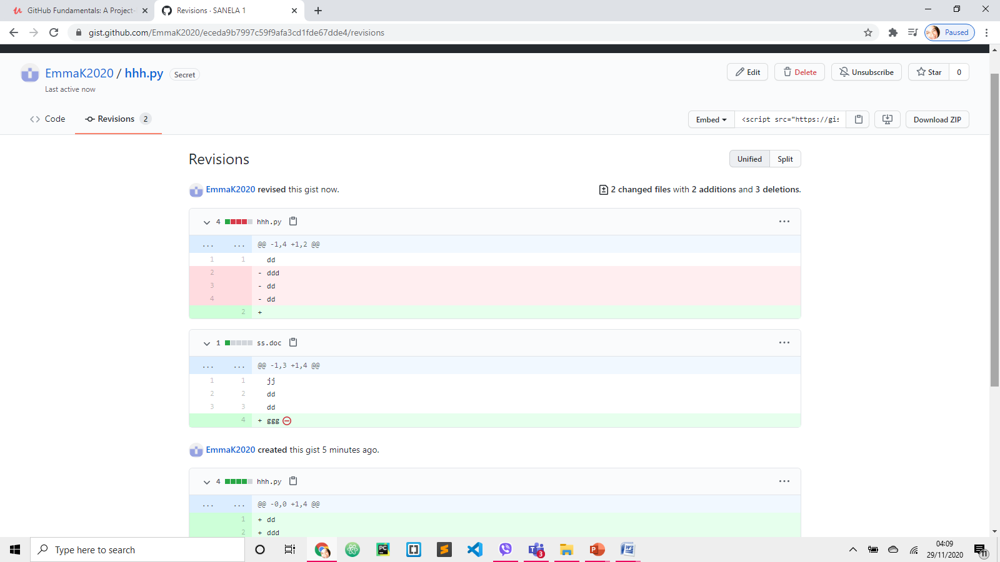 GitHub Fundamentals: A Project-
Revisions · SANELA 1
gist.github.com/EmmaK2020/eceda9b7997c59f9afa3cd1fde67dde4/revisions
Paused
EmmaK2020 / hhh.py Secret
Last active now
Edit Delete Unsubscribe Star 0
Code Revisions 2
Embed <script src="https://gis Download ZIP
Revisions
Unified Split
EmmaK2020 revised this gist now.
2 changed files with 2 additions and 3 deletions.
4 hhh.py
... ... @@ -1,4 +1,2 @@
1 1 dd
2 - ddd
3 - dd
4 - dd
2 +
1 ss.doc
... ... @@ -1,3 +1,4 @@
1 1 jj
2 2 dd
3 3 dd
4 + ggg
EmmaK2020 created this gist 5 minutes ago.
4 hhh.py
... ... @@ -0,0 +1,4 @@
1 + dd
2 + ddd
Type here to search
PC
3
04:09
29/11/2020
11